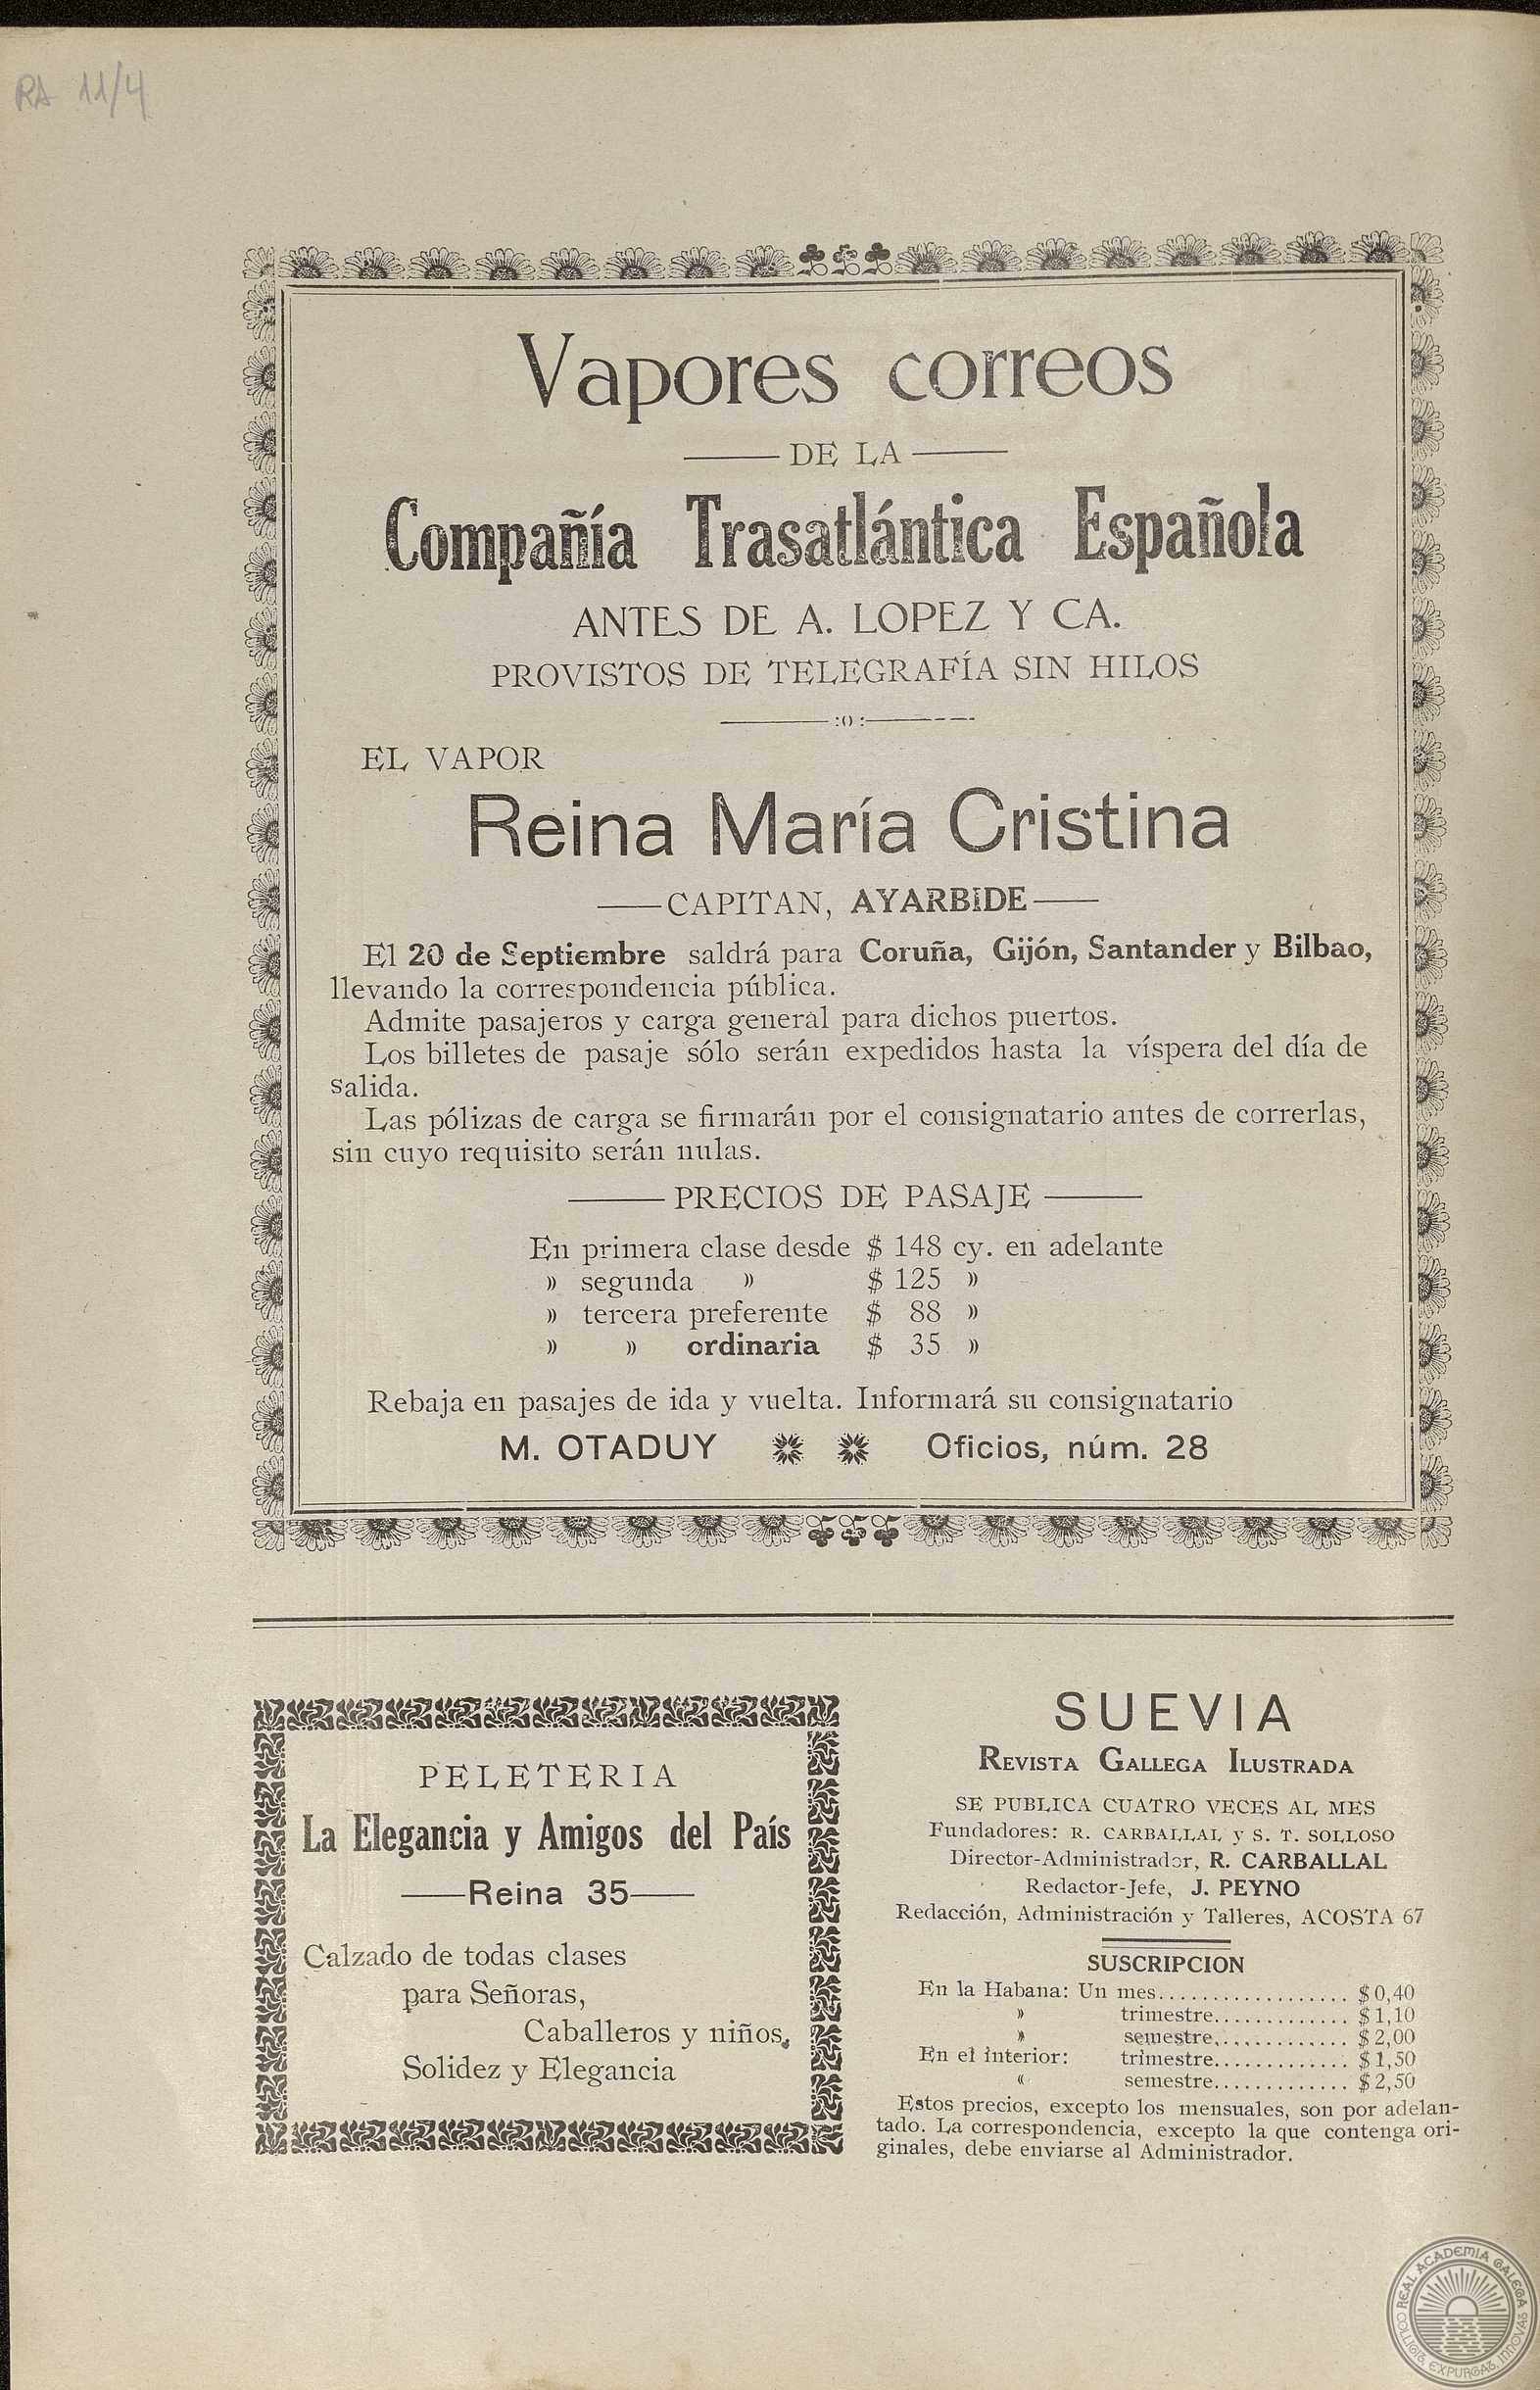 RA 11/4
Vapores correos
DE LA
Compañía Trasatlántica Española
ANTES DE A. LOPEZ Y CA.
PROVISTOS DE TELEGRAFÍA SIN HILOS
:o:
EL VAPOR
Reina María Cristina
CAPITAN, AYARBIDE
El 20 de Septiembre saldrá para Coruña, Gijón, Santander y Bilbao,
llevando la correspondencia pública.
Admite pasajeros y carga general para dichos puertos.
Los billetes de pasaje sólo serán expedidos hasta la víspera del día de
salida.
Las pólizas de carga se firmarán por el consignatario antes de correrlas,
sin cuyo requisito serán nulas.
PRECIOS DE PASAJE
En primera clase desde $ 148 cy. en adelante
» segunda » $ 125 »
» tercera preferente $ 88 »
» » ordinaria $ 35 »
Rebaja en pasajes de ida y vuelta. Informará su consignatario
M. OTADUY Oficios, núm. 28
PELETERIA
La Elegancia y Amigos del País
Reina 35
Calzado de todas clases
para Señoras,
Caballeros y niños.
Solidez y Elegancia
SUEVIA
REVISTA GALLEGA ILUSTRADA
SE PUBLICA CUATRO VECES AL MES
Fundadores: R. CARBALLAL y S. T. SOLLOSO
Director-Administrador, R. CARBALLAL
Redactor-Jefe, J. PEYNO
Redacción, Administración y Talleres, ACOSTA 67
SUSCRIPCION
En la Habana: Un mes.................. $ 0,40
» trimestre............. $ 1,10
» semestre............. $ 2,00
En el interior: trimestre............. $ 1,50
« semestre............. $ 2,50
Estos precios, excepto los mensuales, son por adelan-
tado. La correspondencia, excepto la que contenga ori-
ginales, debe enviarse al Administrador.
REAL ACADEMIA GALEGA
COLLIGIT, EXPURGAT, INNOVAT